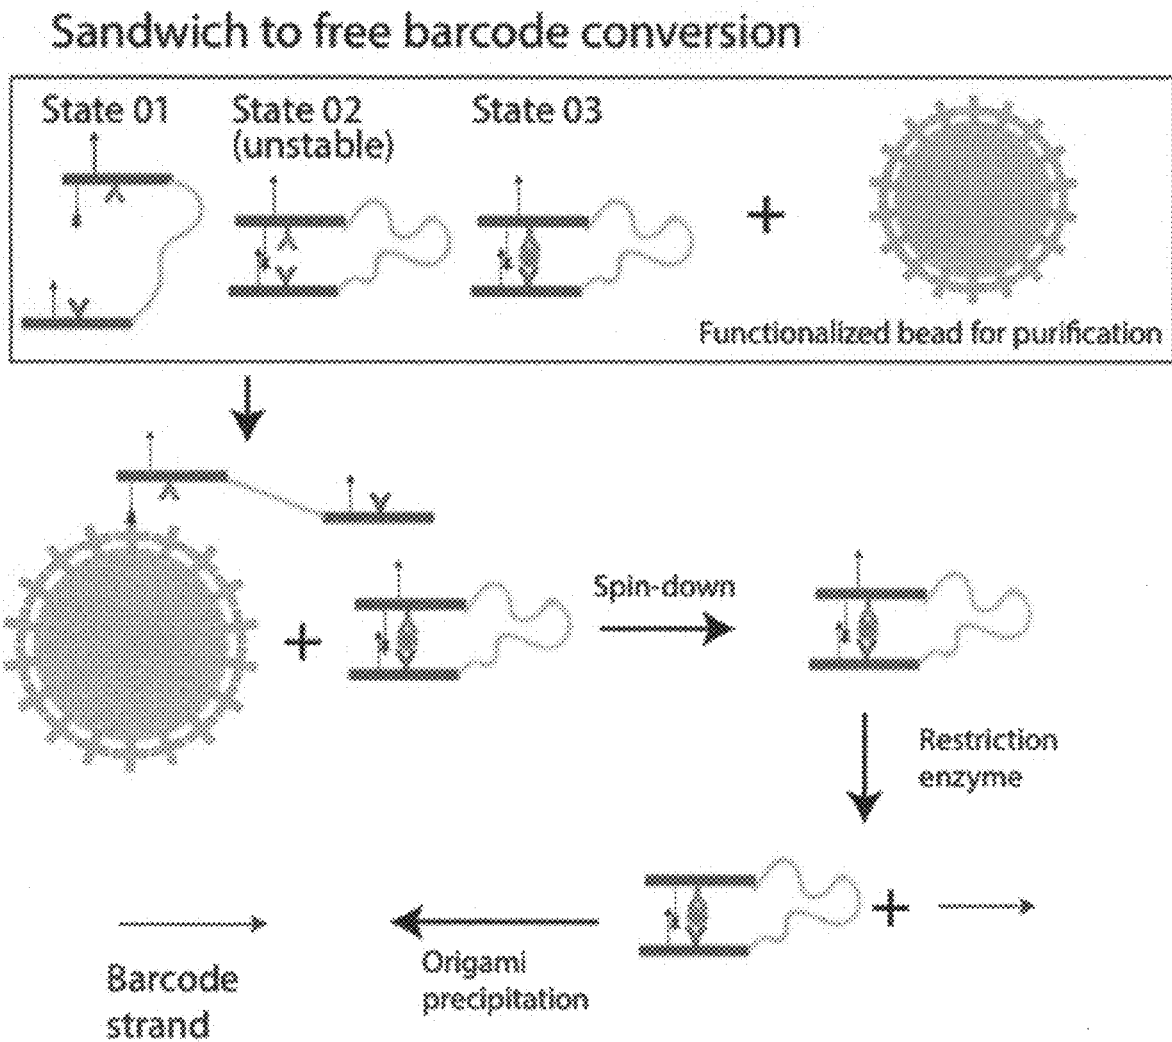 Sandwich to free barcode conversion
State 01
State 02
(unstable)
State 03
+
Functionalized bead for purification
+
Spin-down
Restriction
enzyme
+
Origami
precipitation
Barcode
strand